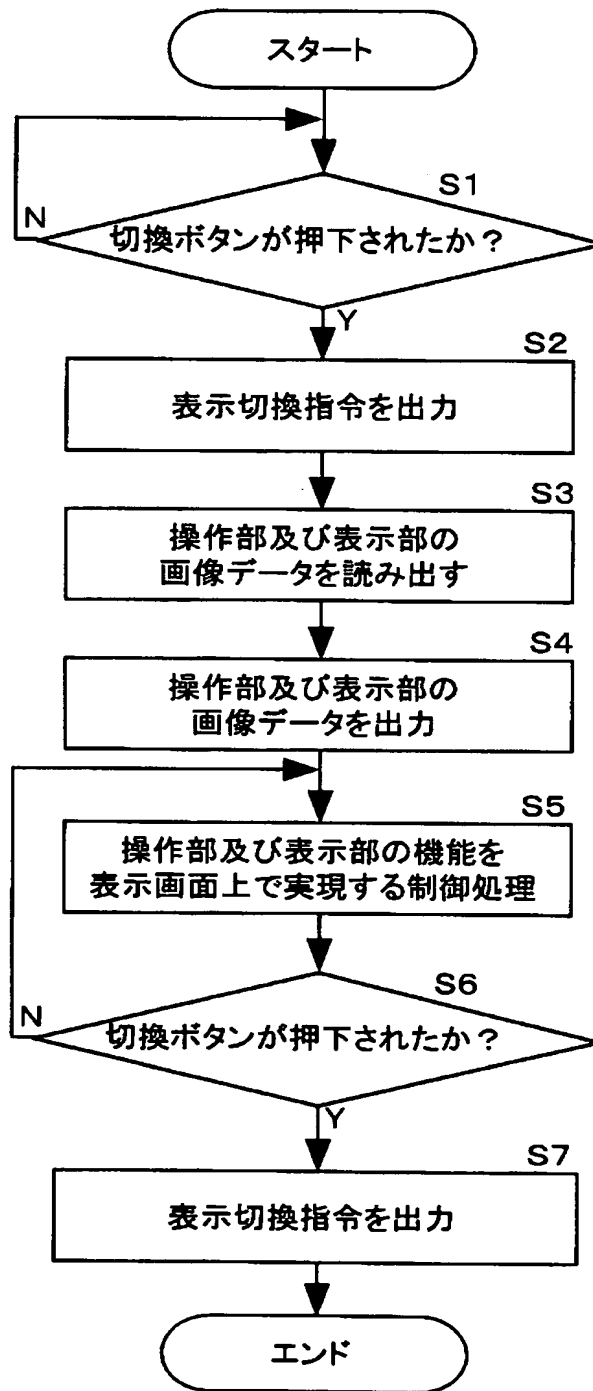 スタート
S1
N
切換ボタンが押下されたか？
Y
S2
表示切換指令を出力
S3
操作部及び表示部の
画像データを読み出す
S4
操作部及び表示部の
画像データを出力
S5
操作部及び表示部の機能を
表示画面上で実現する制御処理
S6
N
切換ボタンが押下されたか？
Y
S7
表示切換指令を出力
エンド